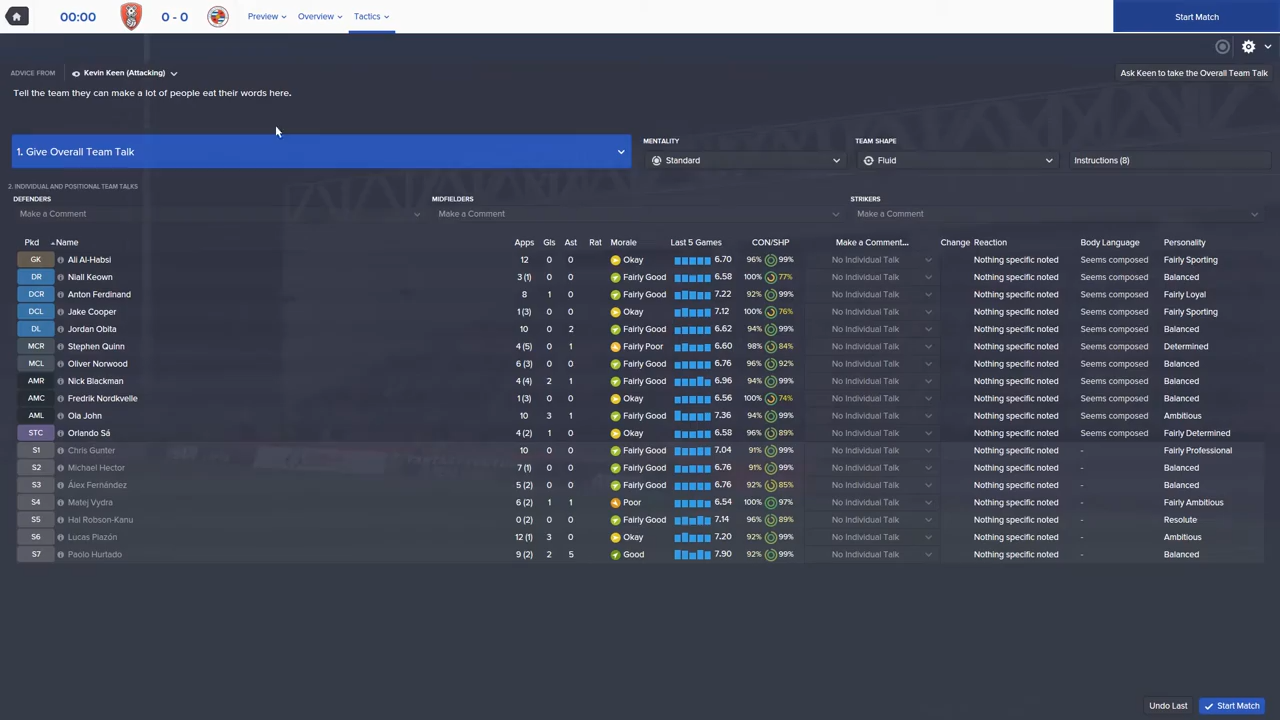 00:00 0 - 0 Preview Overview Tactics Start Match
ADVICE FROM Kevin Keen (Attacking) Ask Keen to take the Overall Team Talk
Tell the team they can make a lot of people eat their words here.
1. Give Overall Team Talk
MENTALITY TEAM SHAPE
Standard Fluid Instructions (8)
2. INDIVIDUAL AND POSITIONAL TEAM TALKS
DEFENDERS MIDFIELDERS STRIKERS
Make a Comment Make a Comment Make a Comment
Pkd Name Apps Gls Ast Rat Morale Last 5 Games CON/SHP Make a Comment... Change Reaction Body Language Personality
GK Ali Al-Habsi 12 0 0 Okay 6.70 96% 99% No Individual Talk Nothing specific noted Seems composed Fairly Sporting
DR Niall Keown 3 (1) 0 0 Fairly Good 6.58 100% 77% No Individual Talk Nothing specific noted Seems composed Balanced
DCR Anton Ferdinand 8 1 0 Fairly Good 7.22 92% 99% No Individual Talk Nothing specific noted Seems composed Fairly Loyal
DCL Jake Cooper 1 (3) 0 0 Okay 7.12 100% 76% No Individual Talk Nothing specific noted Seems composed Fairly Sporting
DL Jordan Obita 10 0 2 Fairly Good 6.62 94% 99% No Individual Talk Nothing specific noted Seems composed Balanced
MCR Stephen Quinn 4 (5) 0 1 Fairly Poor 6.60 98% 84% No Individual Talk Nothing specific noted Seems composed Determined
MCL Oliver Norwood 6 (3) 0 0 Fairly Good 6.76 96% 92% No Individual Talk Nothing specific noted Seems composed Balanced
AMR Nick Blackman 4 (4) 2 1 Fairly Good 6.96 94% 99% No Individual Talk Nothing specific noted Seems composed Balanced
AMC Fredrik Nordkvelle 1 (3) 0 0 Okay 6.56 100% 74% No Individual Talk Nothing specific noted Seems composed Balanced
AML Ola John 10 3 1 Fairly Good 7.36 94% 99% No Individual Talk Nothing specific noted Seems composed Ambitious
STC Orlando Sá 4 (2) 1 0 Okay 6.58 96% 89% No Individual Talk Nothing specific noted Seems composed Fairly Determined
S1 Chris Gunter 10 0 0 Fairly Good 7.04 91% 99% No Individual Talk Nothing specific noted - Fairly Professional
S2 Michael Hector 7 (1) 0 0 Fairly Good 6.76 91% 99% No Individual Talk Nothing specific noted - Balanced
S3 Álex Fernández 5 (2) 0 0 Fairly Good 6.76 92% 85% No Individual Talk Nothing specific noted - Balanced
S4 Matej Vydra 6 (2) 1 1 Poor 6.54 100% 97% No Individual Talk Nothing specific noted - Fairly Ambitious
S5 Hal Robson-Kanu 0 (2) 0 0 Fairly Good 7.14 96% 89% No Individual Talk Nothing specific noted - Resolute
S6 Lucas Piazón 12 (1) 3 0 Okay 7.20 92% 99% No Individual Talk Nothing specific noted - Ambitious
S7 Paolo Hurtado 9 (2) 2 5 Good 7.90 92% 99% No Individual Talk Nothing specific noted - Balanced
Undo Last Start Match